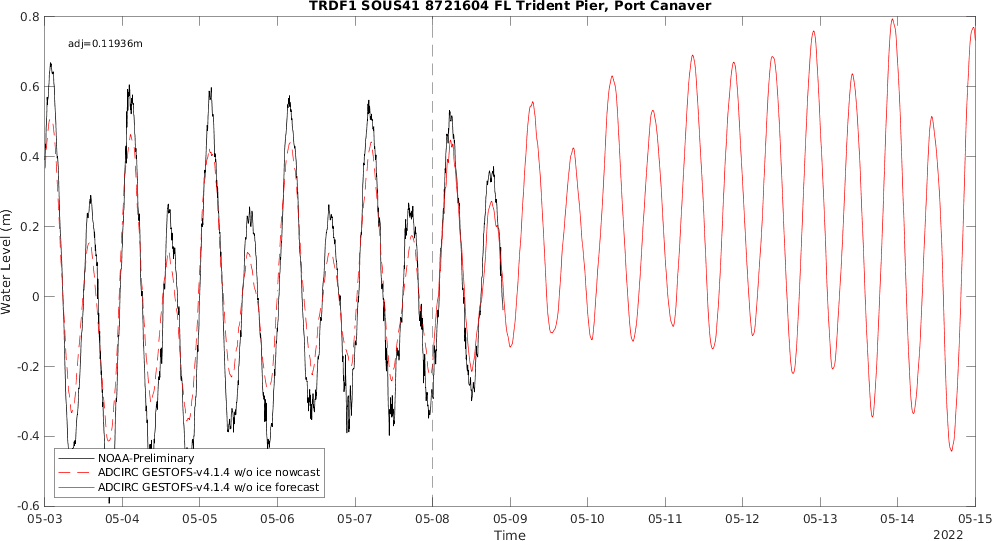 TRDF1 SOUS41 8721604 FL Trident Pier, Port Canaver
adj=0.11936m
0.8
0.6
0.4
0.2
0
-0.2
-0.4
-0.6
Water Level (m)
NOAA-Preliminary
ADCIRC GESTOFS-v4.1.4 w/o ice nowcast
ADCIRC GESTOFS-v4.1.4 w/o ice forecast
05-03 05-04 05-05 05-06 05-07 05-08 05-09 05-10 05-11 05-12 05-13 05-14 05-15
Time
2022